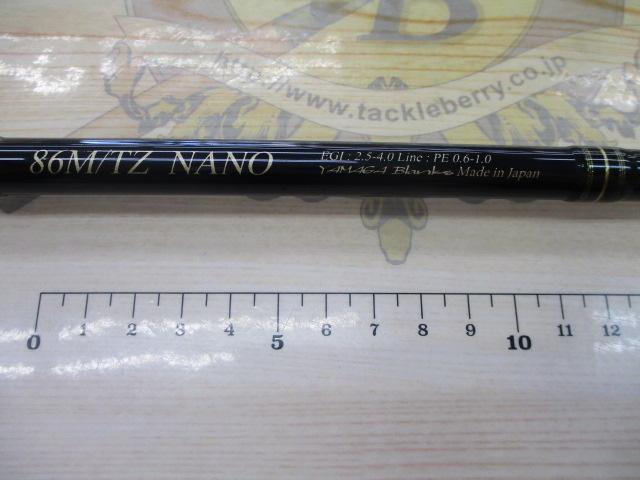 B
http://www.tackleberry.co.jp
86M/TZ NANO
EGI : 2.5-4.0 Line : PE 0.6-1.0
YAMAGA Blanks Made in Japan
0 1 2 3 4 5 6 7 8 9 10 11 12